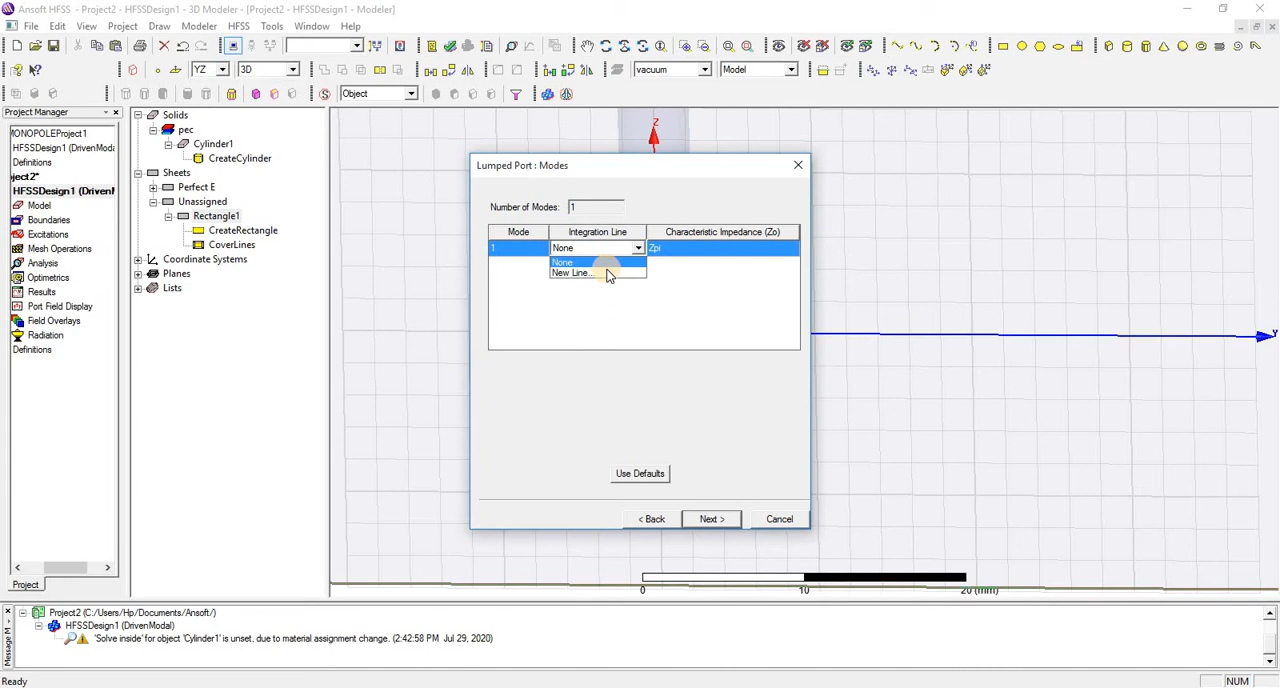 Ansoft HFSS - Project2 - HFSSDesign1 - 3D Modeler - [Project2 - HFSSDesign1 - Modeler]
File Edit View Project Draw Modeler HFSS Tools Window Help
YZ 3D vacuum Model
Object
Project Manager
ONOPOLEProject1
HFSSDesign1 (DrivenModa
Definitions
oject2*
HFSSDesign1 (DrivenM
Model
Boundaries
Excitations
Mesh Operations
Analysis
Optimetrics
Results
Port Field Display
Field Overlays
Radiation
Definitions
Project
Solids
pec
Cylinder1
CreateCylinder
Sheets
Perfect E
Unassigned
Rectangle1
CreateRectangle
CoverLines
Coordinate Systems
Planes
Lists
Z
Y
Lumped Port : Modes
Number of Modes: 1
Mode Integration Line Characteristic Impedance (Zo)
1 None Zpi
None
New Line...
Use Defaults
< Back Next > Cancel
0 10 20 (mm)
Message M
Project2 (C:/Users/Hp/Documents/Ansoft/)
HFSSDesign1 (DrivenModal)
'Solve inside' for object 'Cylinder1' is unset, due to material assignment change. (2:42:58 PM Jul 29, 2020)
Ready NUM